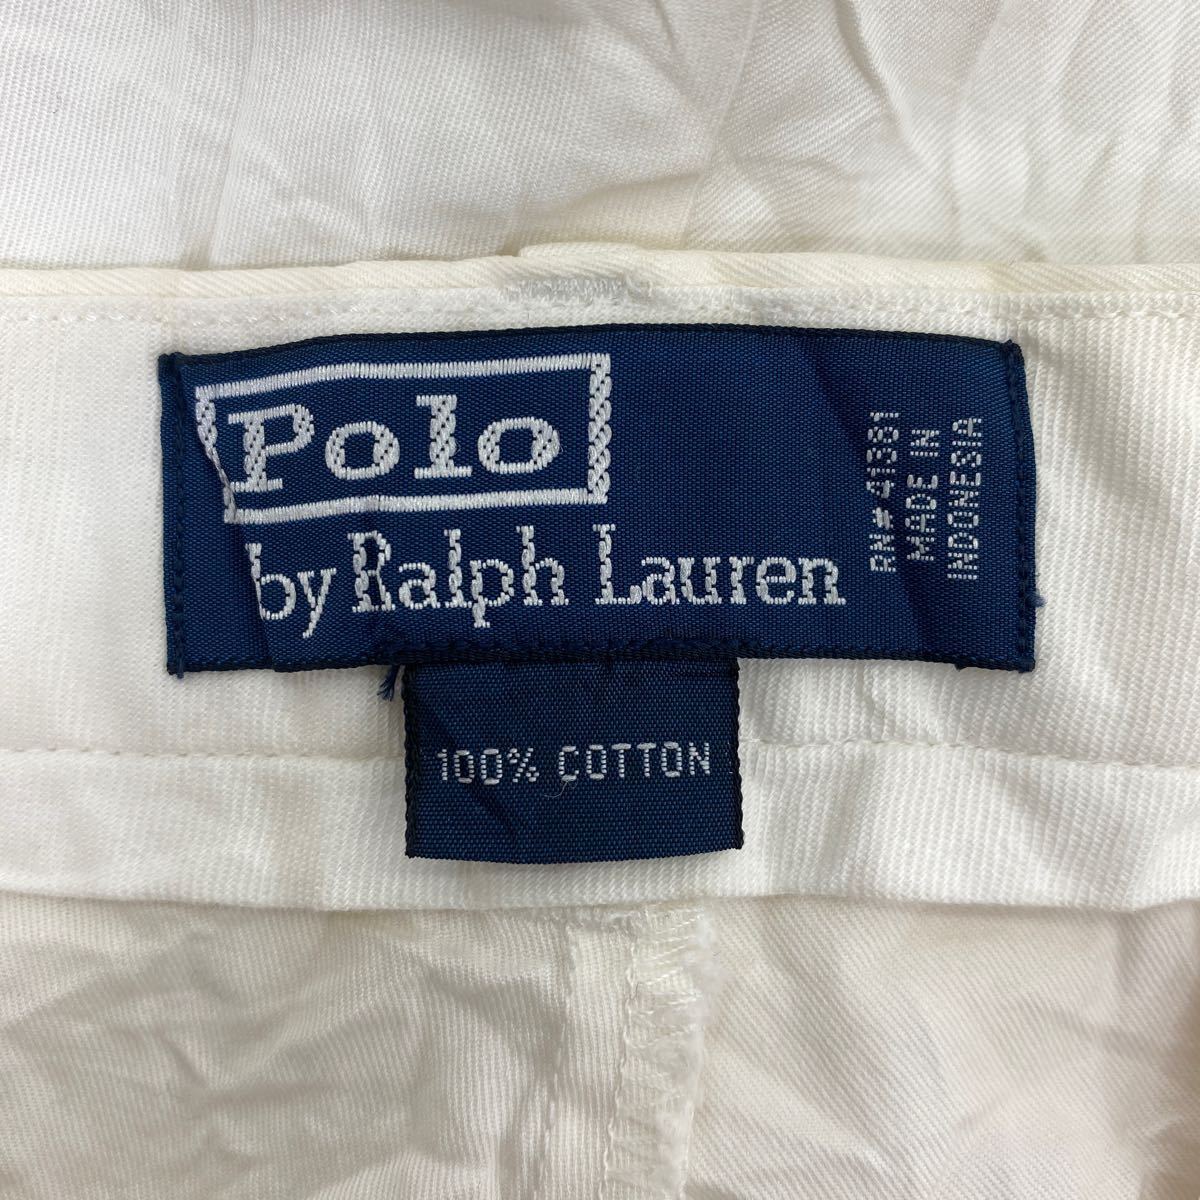 Polo
by Ralph Lauren
RN# 41381
MADE IN
INDONESIA
100% COTTON